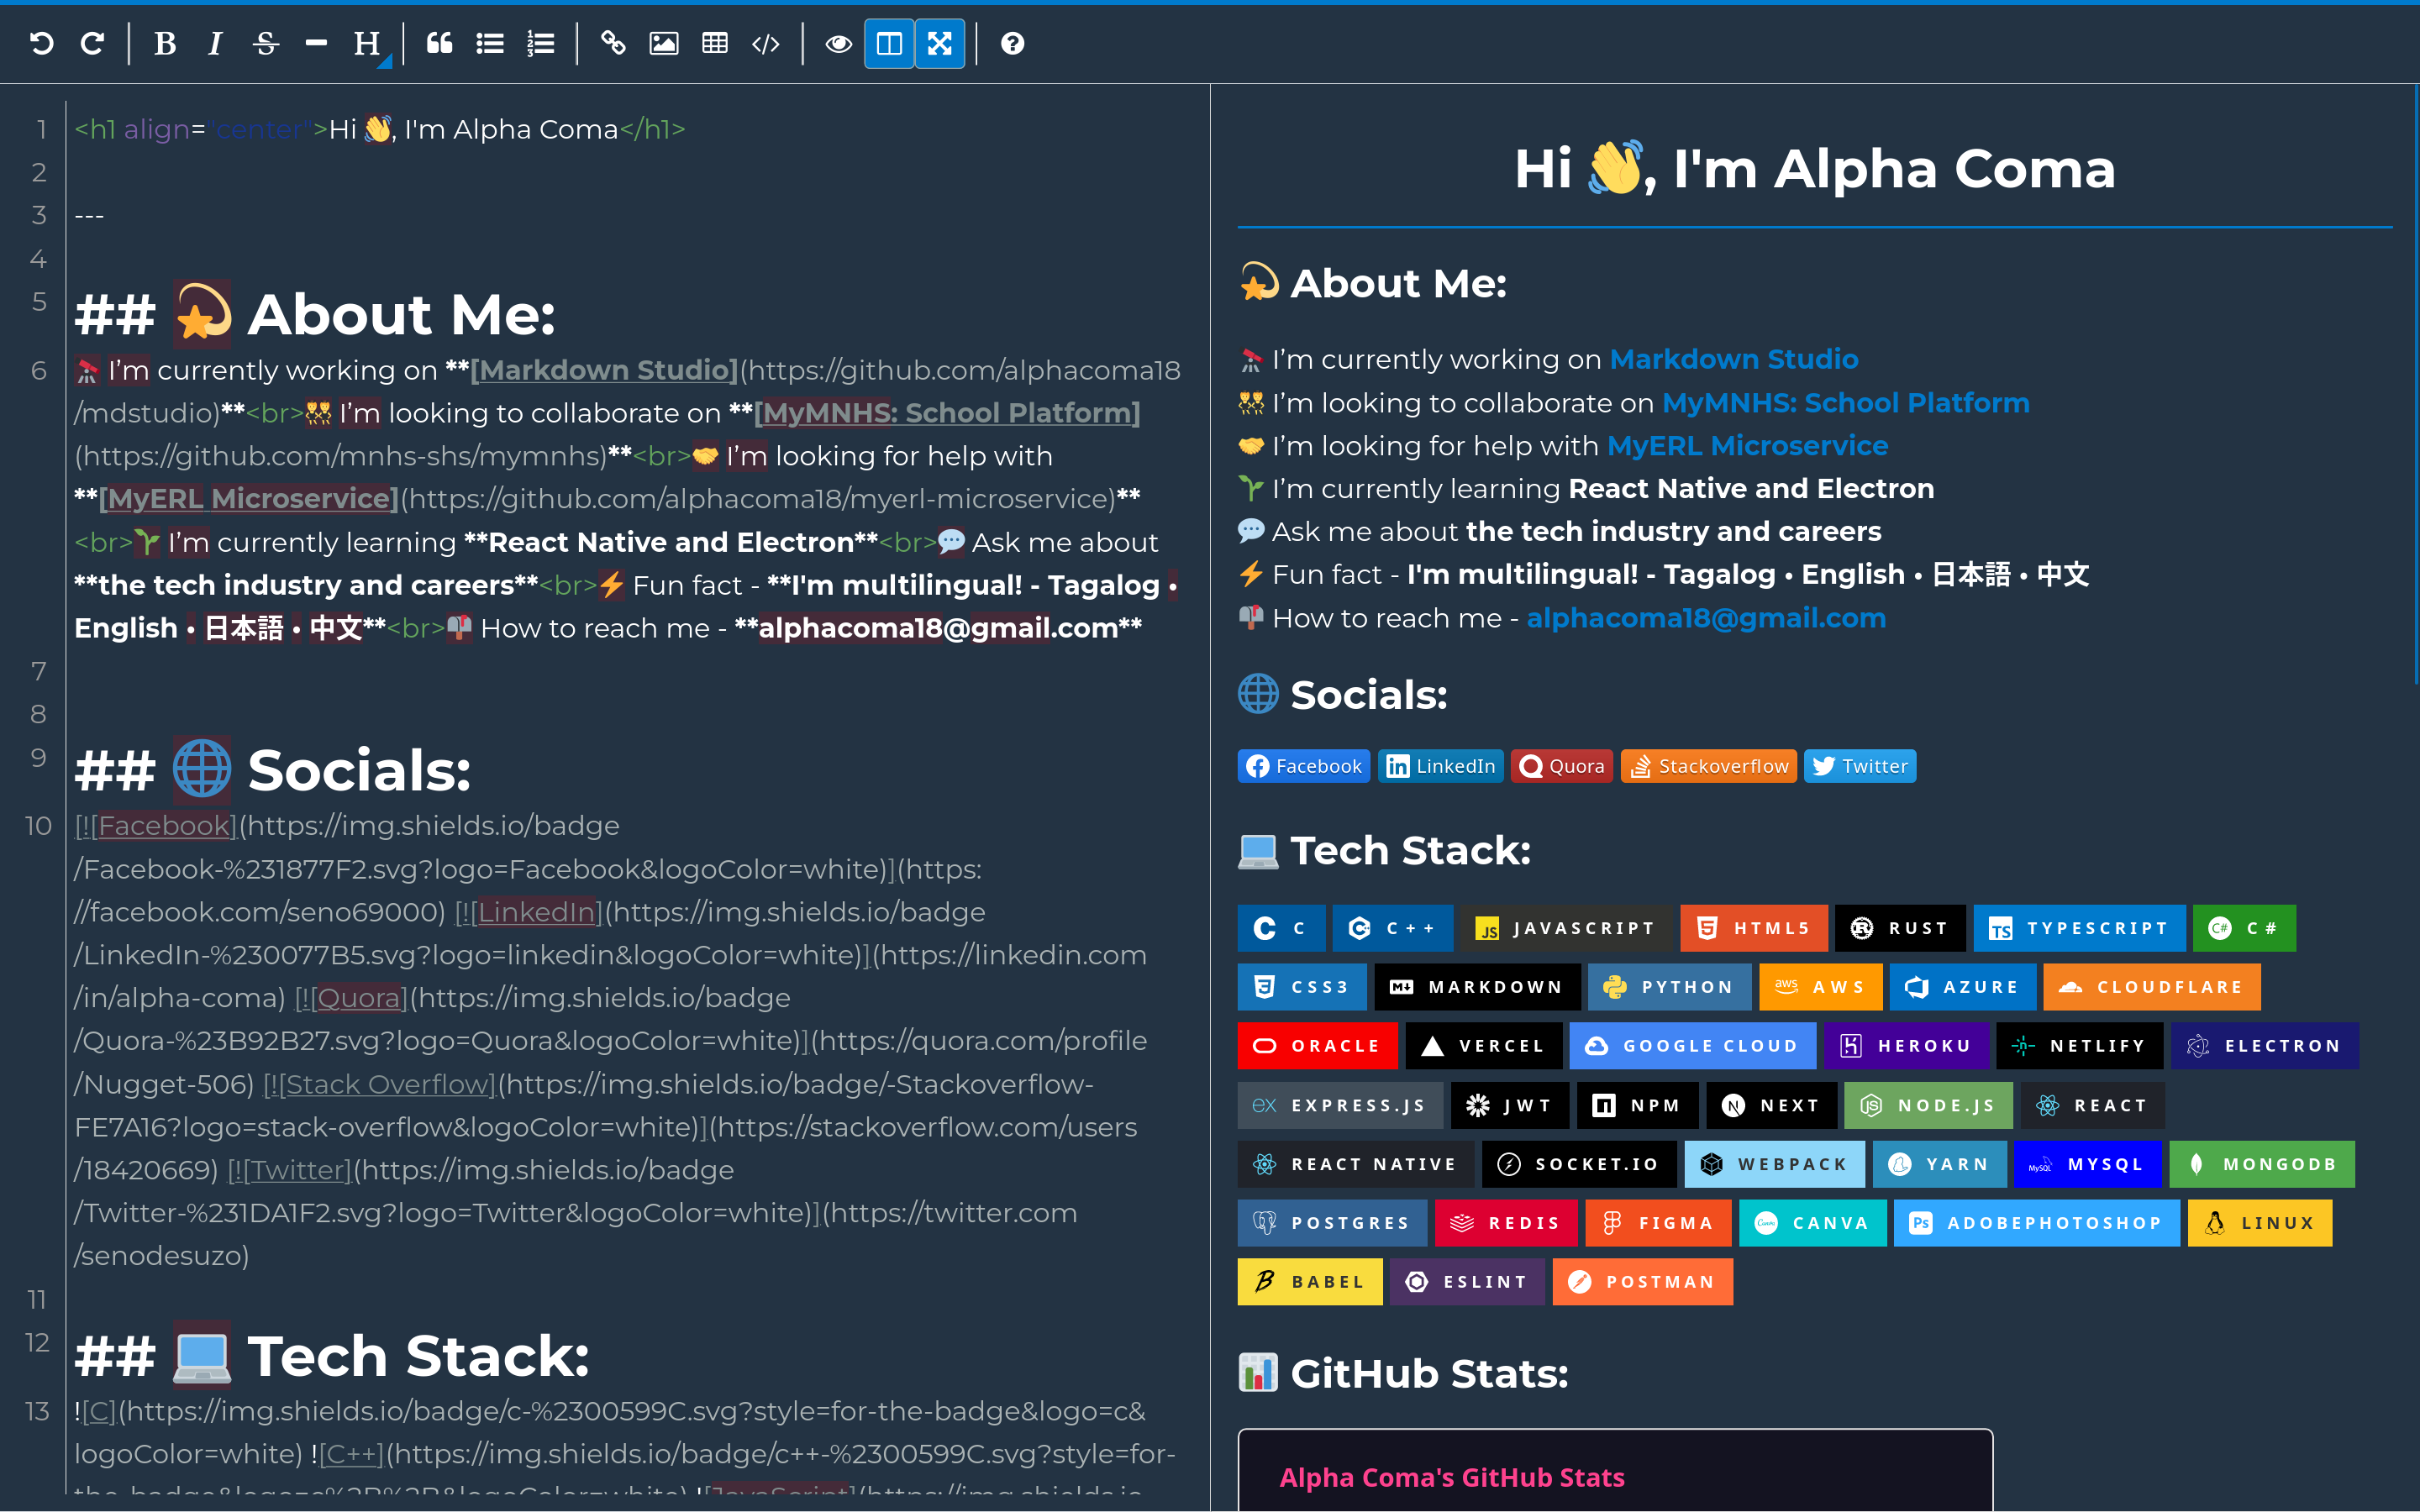 B I S H </>
1 <h1 align="center">Hi 👋, I'm Alpha Coma</h1>
2
3 ---
4
5 ## 💫 About Me:
6 🔭 I’m currently working on **[Markdown Studio](https://github.com/alphacoma18
/mdstudio)**<br>👯 I’m looking to collaborate on **[MyMNHS: School Platform]
(https://github.com/mnhs-shs/mymnhs)**<br>🤝 I’m looking for help with
**[MyERL Microservice](https://github.com/alphacoma18/myerl-microservice)**
<br>🌱 I’m currently learning **React Native and Electron**<br>💬 Ask me about
**the tech industry and careers**<br>⚡ Fun fact - **I'm multilingual! - Tagalog •
English • 日本語 • 中文**<br>📫 How to reach me - **alphacoma18@gmail.com**
7
8
9 ## 🌐 Socials:
10 [![Facebook](https://img.shields.io/badge
/Facebook-%231877F2.svg?logo=Facebook&logoColor=white)](https:
//facebook.com/seno69000) [![LinkedIn](https://img.shields.io/badge
/LinkedIn-%230077B5.svg?logo=linkedin&logoColor=white)](https://linkedin.com
/in/alpha-coma) [![Quora](https://img.shields.io/badge
/Quora-%23B92B27.svg?logo=Quora&logoColor=white)](https://quora.com/profile
/Nugget-506) [![Stack Overflow](https://img.shields.io/badge/-Stackoverflow-
FE7A16?logo=stack-overflow&logoColor=white)](https://stackoverflow.com/users
/18420669) [![Twitter](https://img.shields.io/badge
/Twitter-%231DA1F2.svg?logo=Twitter&logoColor=white)](https://twitter.com
/senodesuzo)
11
12 ## 💻 Tech Stack:
13 ![C](https://img.shields.io/badge/c-%2300599C.svg?style=for-the-badge&logo=c&
logoColor=white) ![C++](https://img.shields.io/badge/c++-%2300599C.svg?style=for-
the-badge&logo=c%2B%2B&logoColor=white) ![JavaScript](https://img.shields.io
Hi 👋, I'm Alpha Coma
💫 About Me:
🔭 I’m currently working on Markdown Studio
👯 I’m looking to collaborate on MyMNHS: School Platform
🤝 I’m looking for help with MyERL Microservice
🌱 I’m currently learning React Native and Electron
💬 Ask me about the tech industry and careers
⚡ Fun fact - I'm multilingual! - Tagalog • English • 日本語 • 中文
📫 How to reach me - alphacoma18@gmail.com
🌐 Socials:
Facebook LinkedIn Quora Stackoverflow Twitter
💻 Tech Stack:
C C++ JAVASCRIPT HTML5 RUST TYPESCRIPT C#
CSS3 MARKDOWN PYTHON AWS AZURE CLOUDFLARE
ORACLE VERCEL GOOGLE CLOUD HEROKU NETLIFY ELECTRON
EXPRESS.JS JWT NPM NEXT NODE.JS REACT
REACT NATIVE SOCKET.IO WEBPACK YARN MYSQL MONGODB
POSTGRES REDIS FIGMA CANVA ADOBEPHOTOSHOP LINUX
BABEL ESLINT POSTMAN
📊 GitHub Stats:
Alpha Coma's GitHub Stats